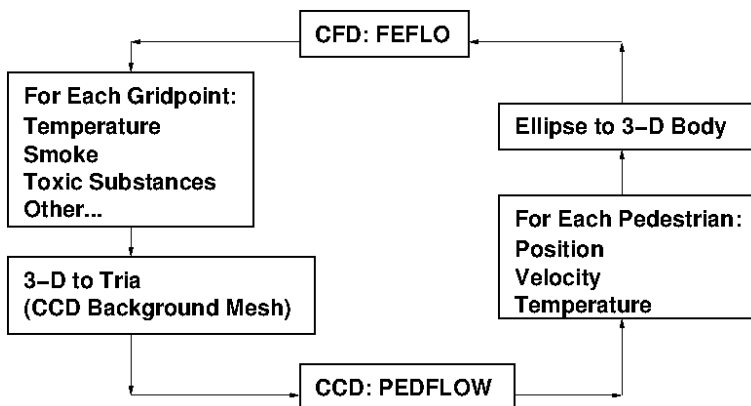 CFD: FEFLO
For Each Gridpoint:
Temperature
Smoke
Toxic Substances
Other...
3-D to Tria
(CCD Background Mesh)
CCD: PEDFLOW
For Each Pedestrian:
Position
Velocity
Temperature
Ellipse to 3-D Body